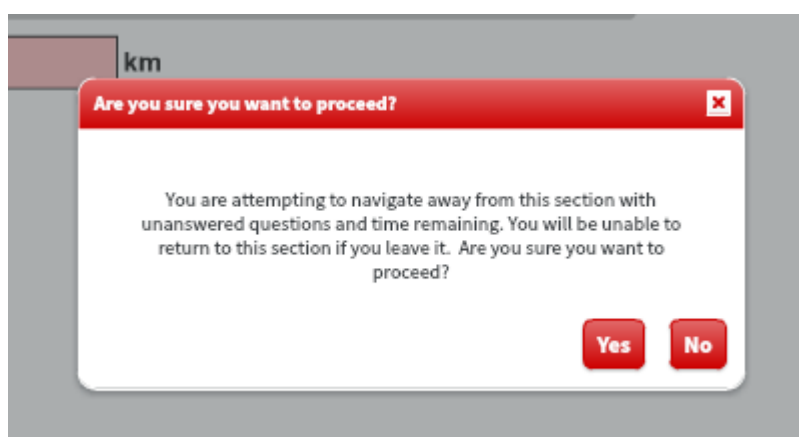 km
Are you sure you want to proceed?
You are attempting to navigate away from this section with
unanswered questions and time remaining. You will be unable to
return to this section if you leave it.  Are you sure you want to
proceed?
Yes No